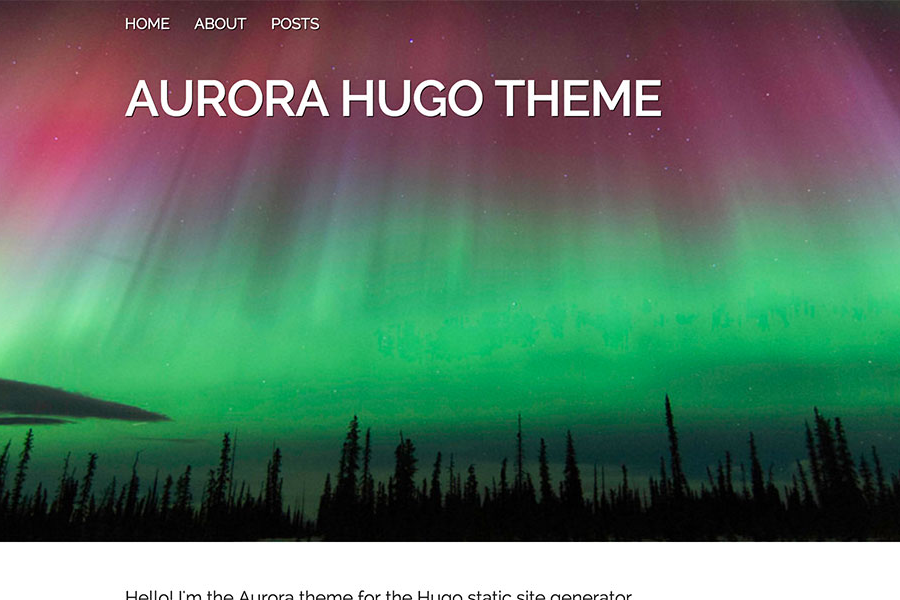 HOME ABOUT POSTS
AURORA HUGO THEME
Hello! I'm the Aurora theme for the Hugo static site generator.